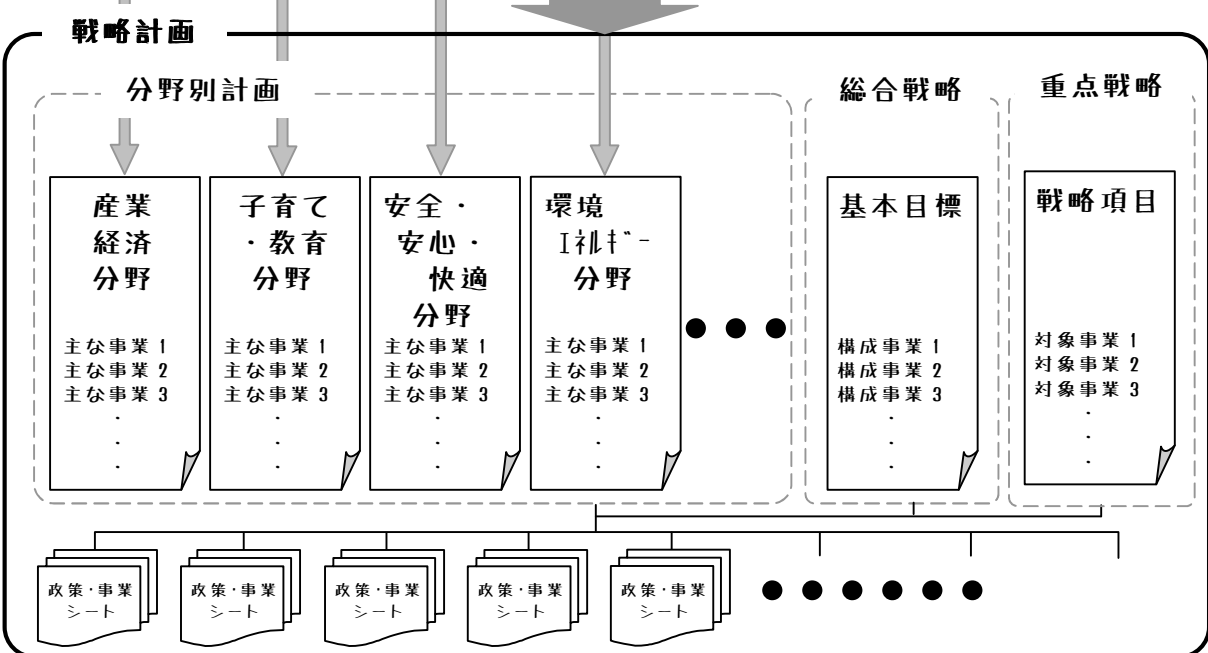 戦略計画
分野別計画
総合戦略
重点戦略
産業
経済
分野
主な事業1
主な事業2
主な事業3
・
・
・
子育て
・教育
分野
主な事業1
主な事業2
主な事業3
・
・
・
安全・
安心・
快適
分野
主な事業1
主な事業2
主な事業3
・
・
・
環境
エネルギー
分野
主な事業1
主な事業2
主な事業3
・
・
・
●●●
基本目標
構成事業1
構成事業2
構成事業3
・
・
・
戦略項目
対象事業1
対象事業2
対象事業3
・
・
・
政策・事業
シート
政策・事業
シート
政策・事業
シート
政策・事業
シート
政策・事業
シート
●●●●●●